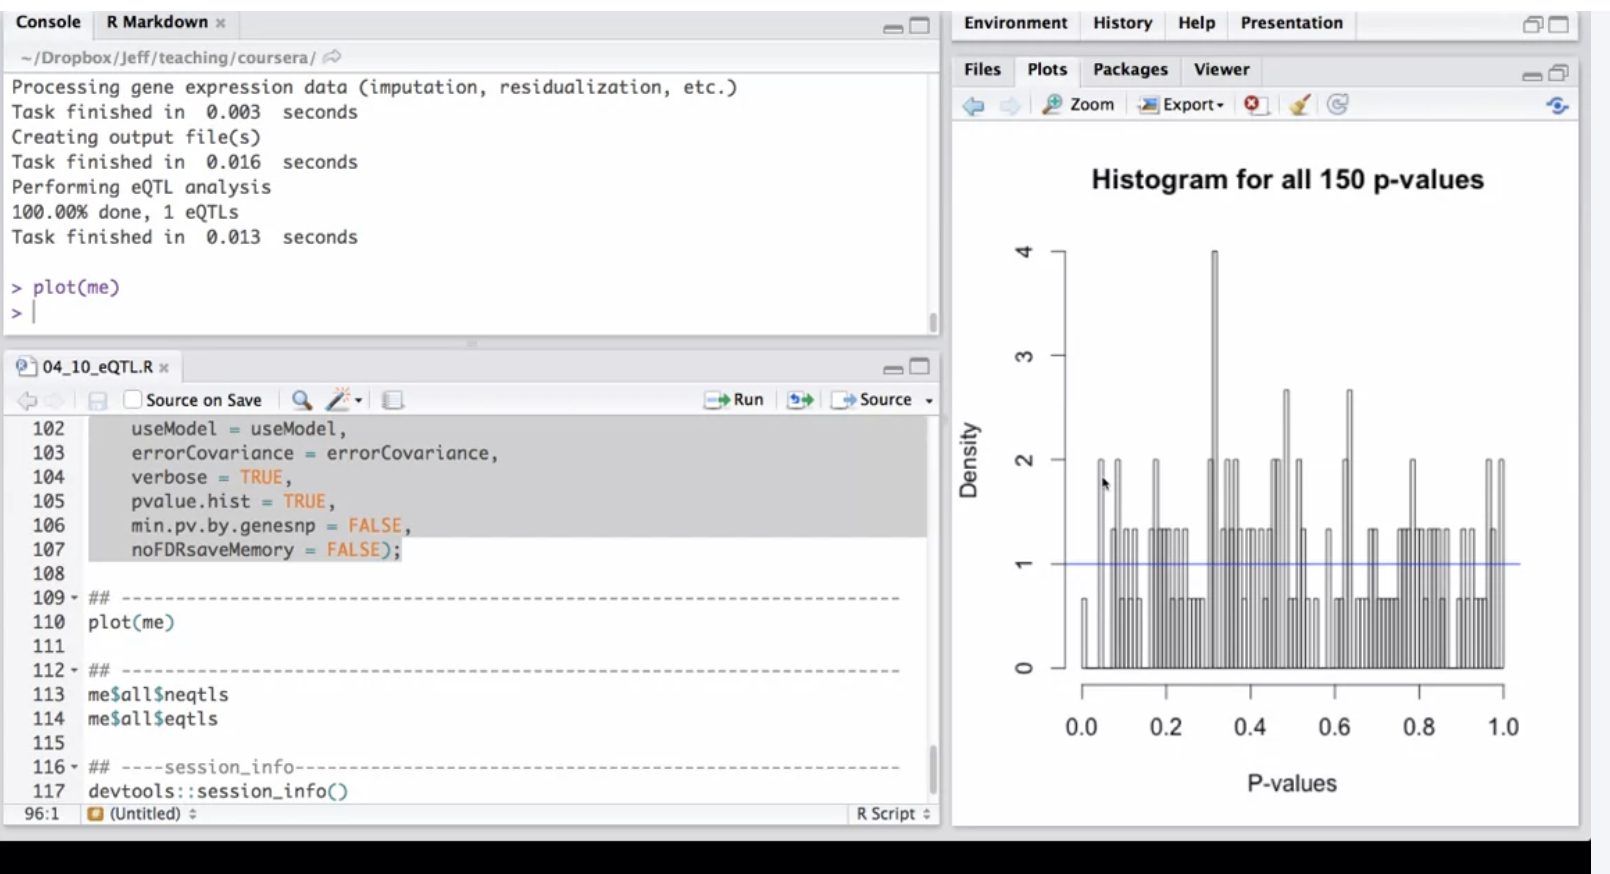 Console R Markdown
~/Dropbox/Jeff/teaching/coursera/
Processing gene expression data (imputation, residualization, etc.)
Task finished in  0.003  seconds
Creating output file(s)
Task finished in  0.016  seconds
Performing eQTL analysis
100.00% done, 1 eQTLs
Task finished in  0.013  seconds
> plot(me)
>
04_10_eQTL.R
Source on Save Run Source
102 useModel = useModel,
103 errorCovariance = errorCovariance,
104 verbose = TRUE,
105 pvalue.hist = TRUE,
106 min.pv.by.genesnp = FALSE,
107 noFDRsaveMemory = FALSE);
108
109 ## ------------------------------------------------------------------------
110 plot(me)
111
112 ## ------------------------------------------------------------------------
113 me$all$neqtls
114 me$all$eqtls
115
116 ## ----session_info--------------------------------------------------------
117 devtools::session_info()
96:1 (Untitled) R Script
Environment History Help Presentation
Files Plots Packages Viewer
Zoom Export
Histogram for all 150 p-values
Density
4
3
2
1
0
0.0 0.2 0.4 0.6 0.8 1.0
P-values